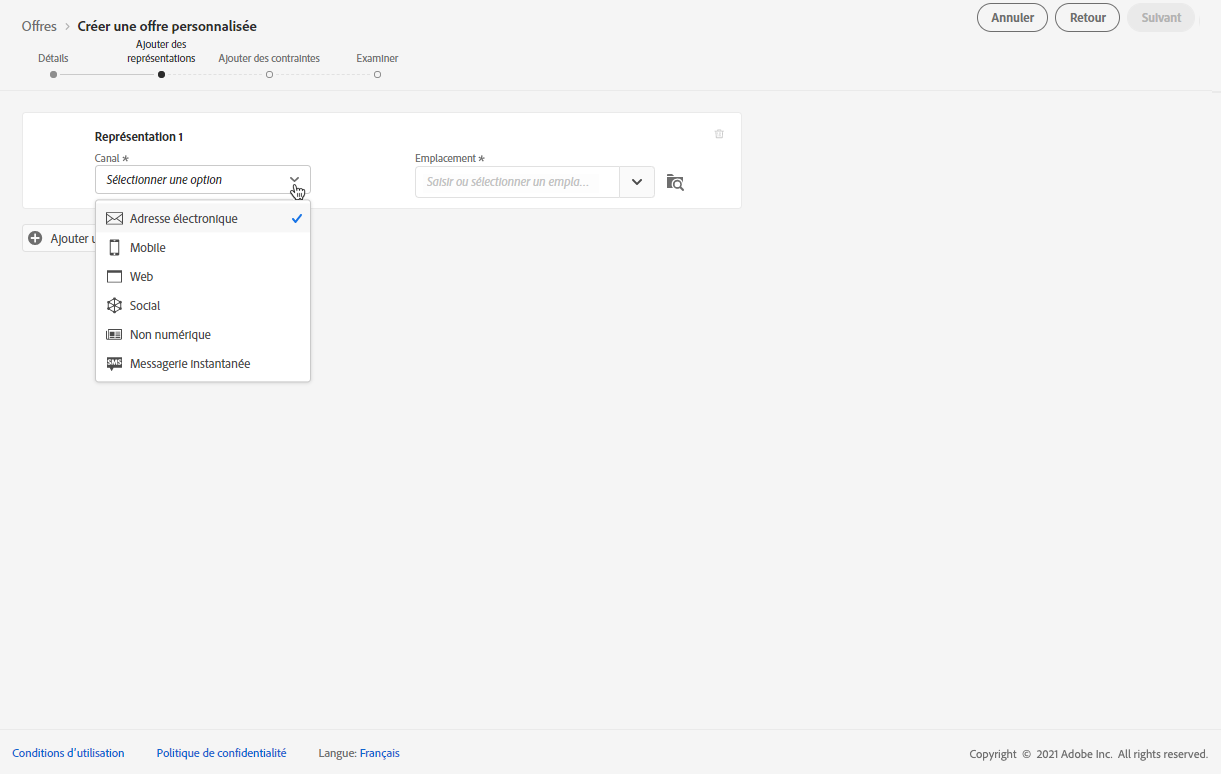 Offres > Créer une offre personnalisée
Annuler
Retour
Suivant
Détails
Ajouter des
représentations
Ajouter des contraintes
Examiner
Représentation 1
Canal *
Emplacement *
Sélectionner une option
Saisir ou sélectionner un empla...
Adresse électronique
Ajouter u
Mobile
Web
Social
Non numérique
SMS Messagerie instantanée
Conditions d'utilisation
Politique de confidentialité
Langue: Français
Copyright © 2021 Adobe Inc. All rights reserved.